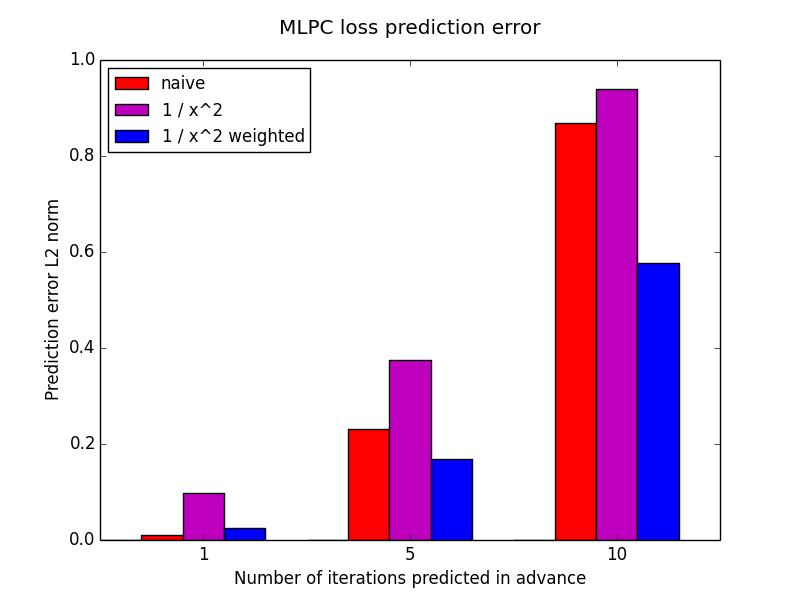 MLPC loss prediction error
naive
1 / x^2
1 / x^2 weighted
1.0
0.8
0.6
0.4
0.2
0.0
Prediction error L2 norm
1 5 10
Number of iterations predicted in advance